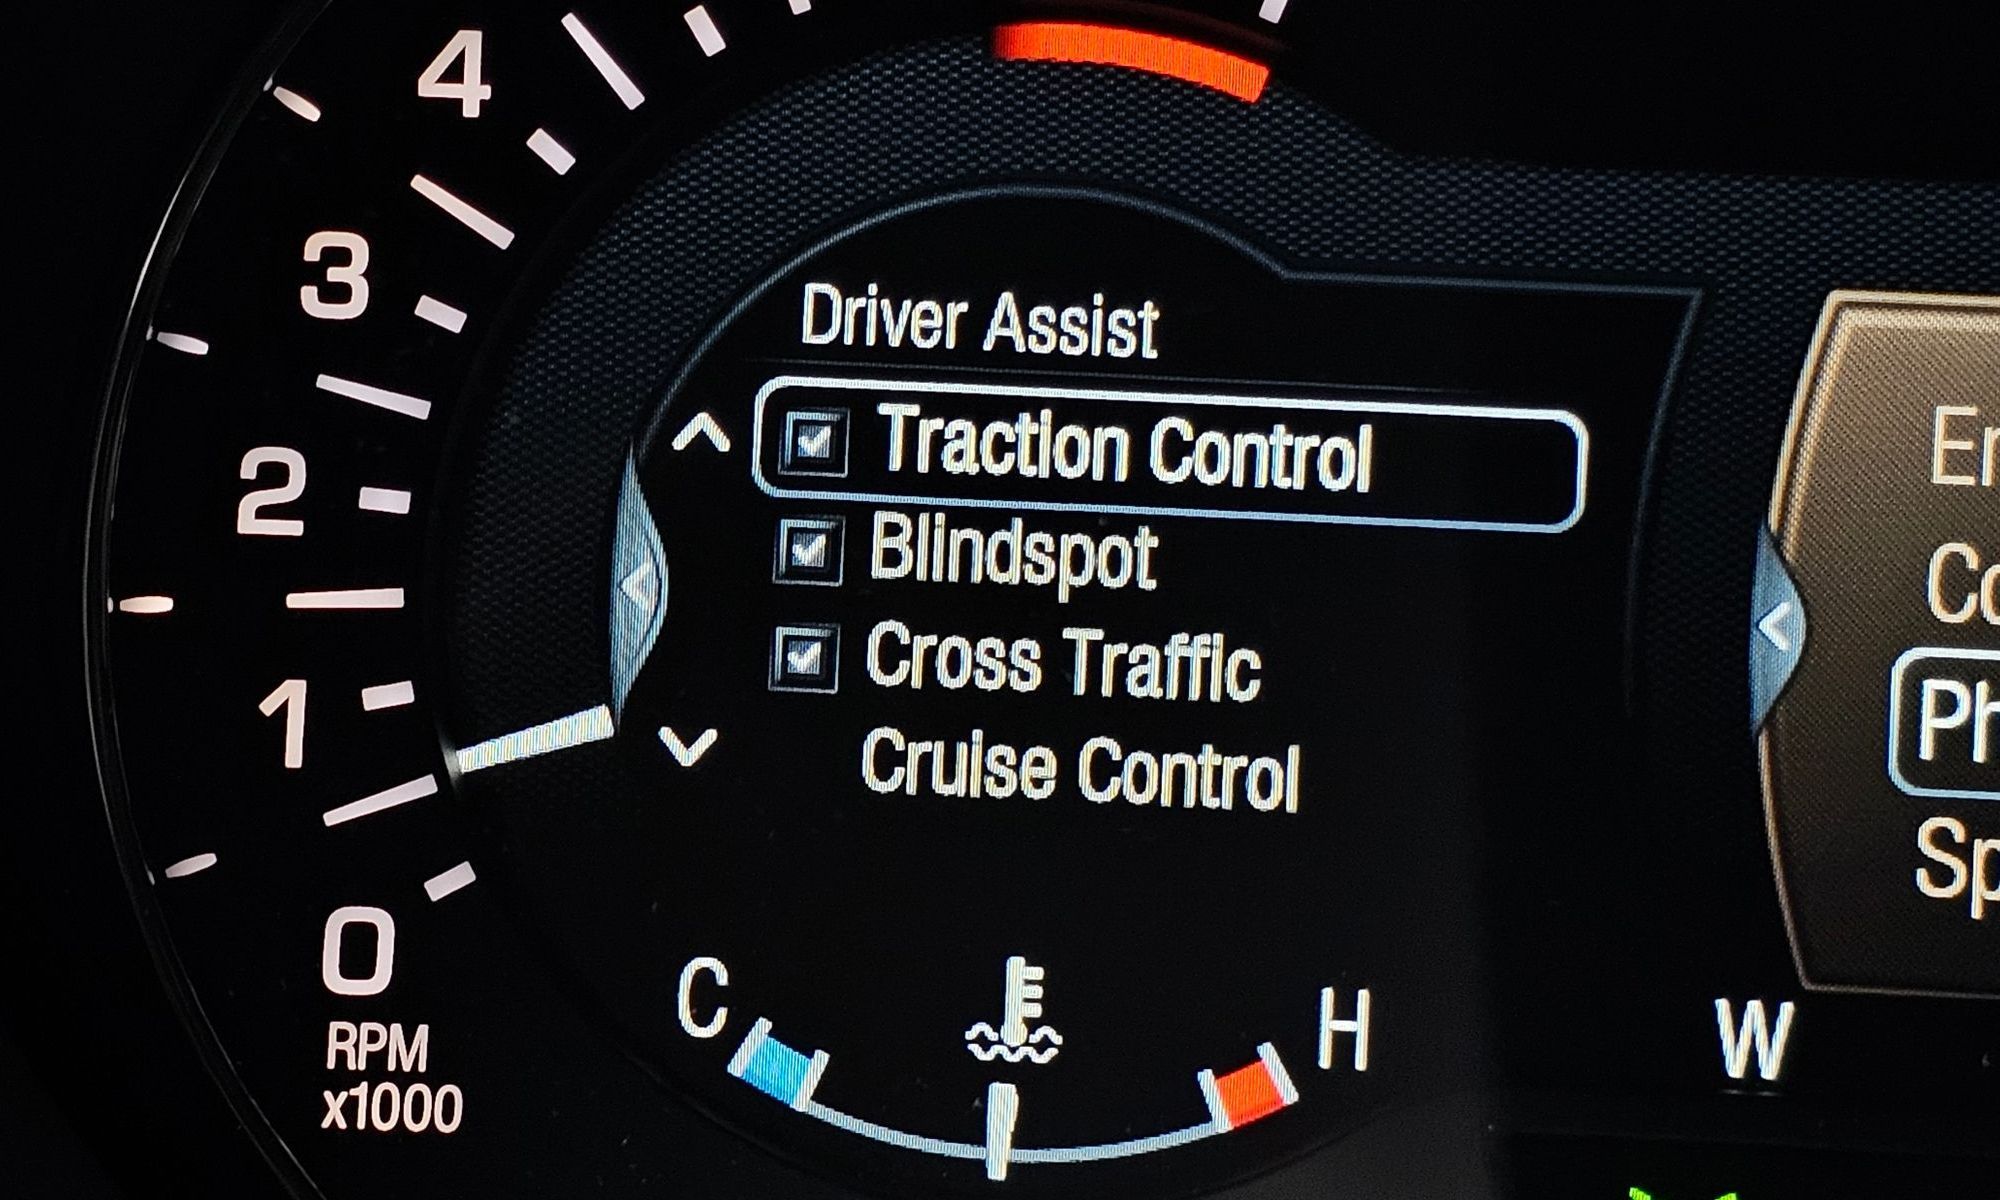 4
3
2
1
0
RPM
x1000
Driver Assist
Traction Control
Blindspot
Cross Traffic
Cruise Control
C
H
W